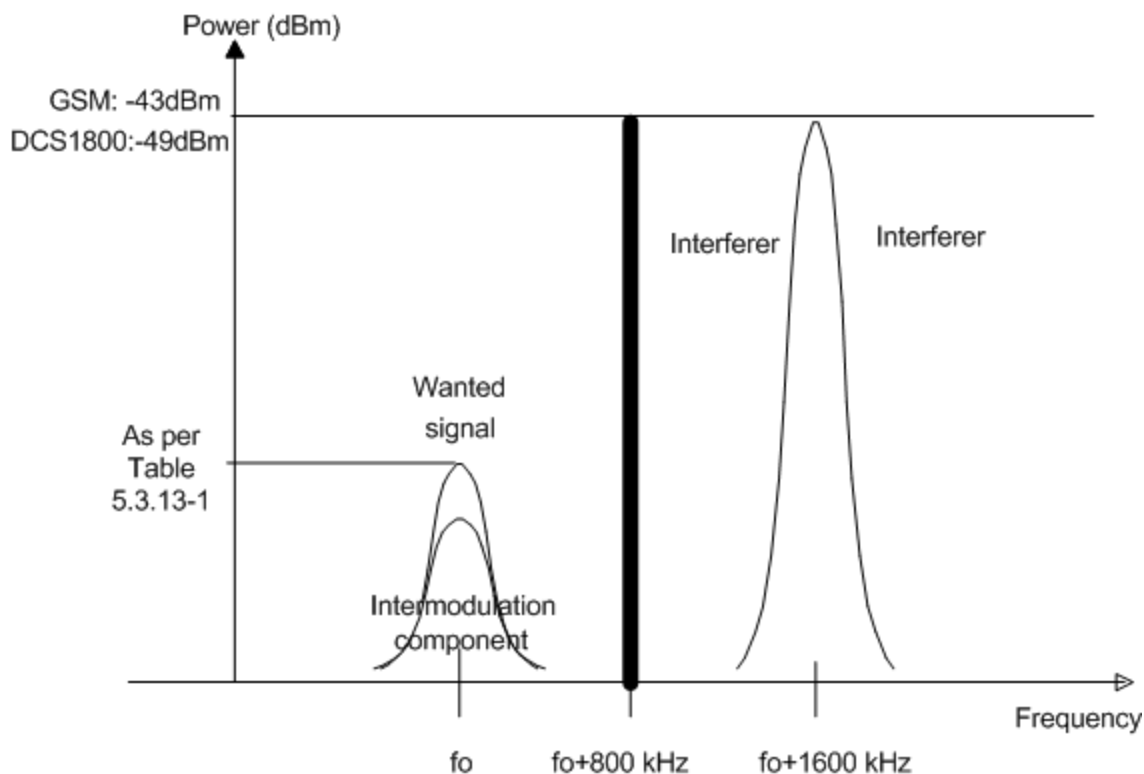 Power (dBm)
GSM: -43dBm
DCS1800:-49dBm
Interferer
Interferer
Wanted
signal
As per
Table
5.3.13-1
Intermodulation
component
Frequency
fo
fo+800 kHz
fo+1600 kHz